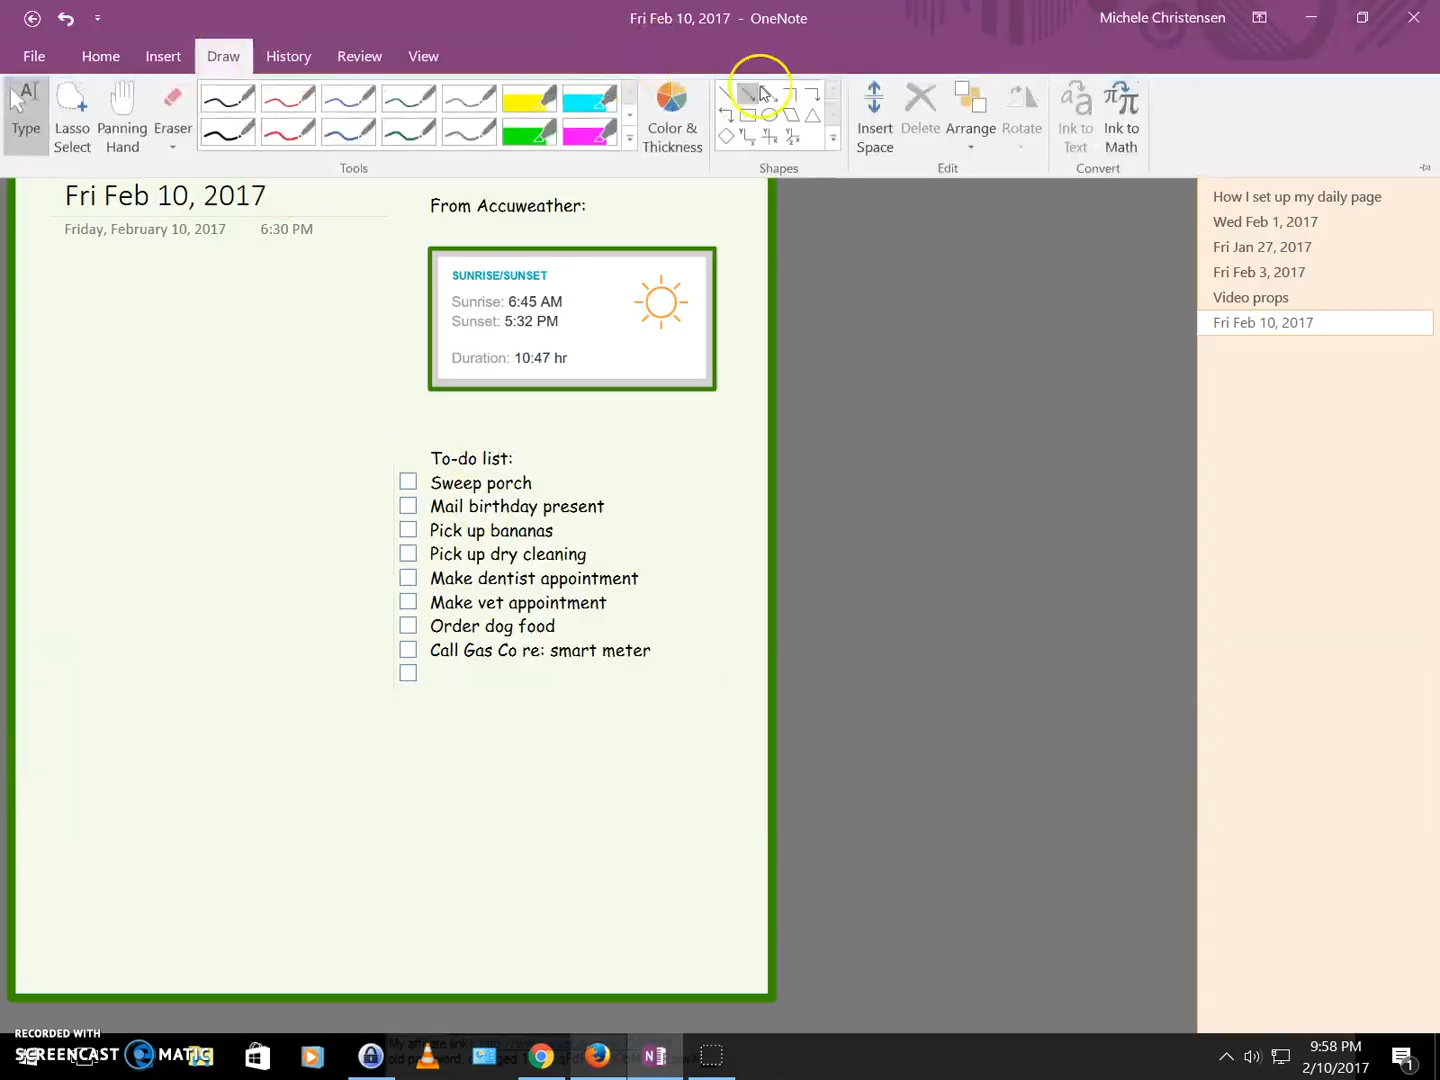 Fri Feb 10, 2017 - OneNote
Michele Christensen
File
Home
Insert
Draw
History
Review
View
Type
Lasso Select
Panning Hand
Eraser
Color & Thickness
Insert Space
Delete
Arrange
Rotate
Ink to Text
Ink to Math
Tools
Shapes
Edit
Convert
Fri Feb 10, 2017
Friday, February 10, 2017 6:30 PM
From Accuweather:
SUNRISE/SUNSET
Sunrise: 6:45 AM
Sunset: 5:32 PM
Duration: 10:47 hr
To-do list:
Sweep porch
Mail birthday present
Pick up bananas
Pick up dry cleaning
Make dentist appointment
Make vet appointment
Order dog food
Call Gas Co re: smart meter
How I set up my daily page
Wed Feb 1, 2017
Fri Jan 27, 2017
Fri Feb 3, 2017
Video props
Fri Feb 10, 2017
RECORDED WITH
SCREENCAST MATIC
9:58 PM
2/10/2017
1